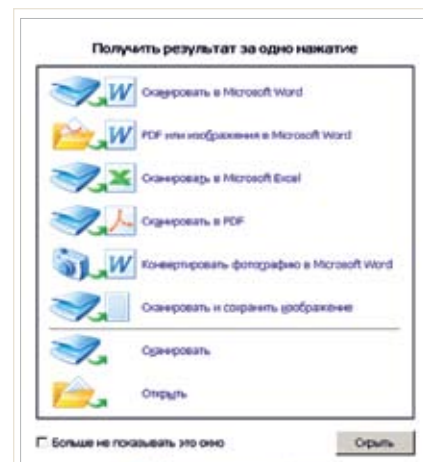 Получить результат за одно нажатие
Сканировать в Microsoft Word
PDF или изображения в Microsoft Word
Сканировать в Microsoft Excel
Сканировать в PDF
Конвертировать фотографию в Microsoft Word
Сканировать и сохранить изображение
Сканировать
Открыть
Больше не показывать это окно
Скрыть